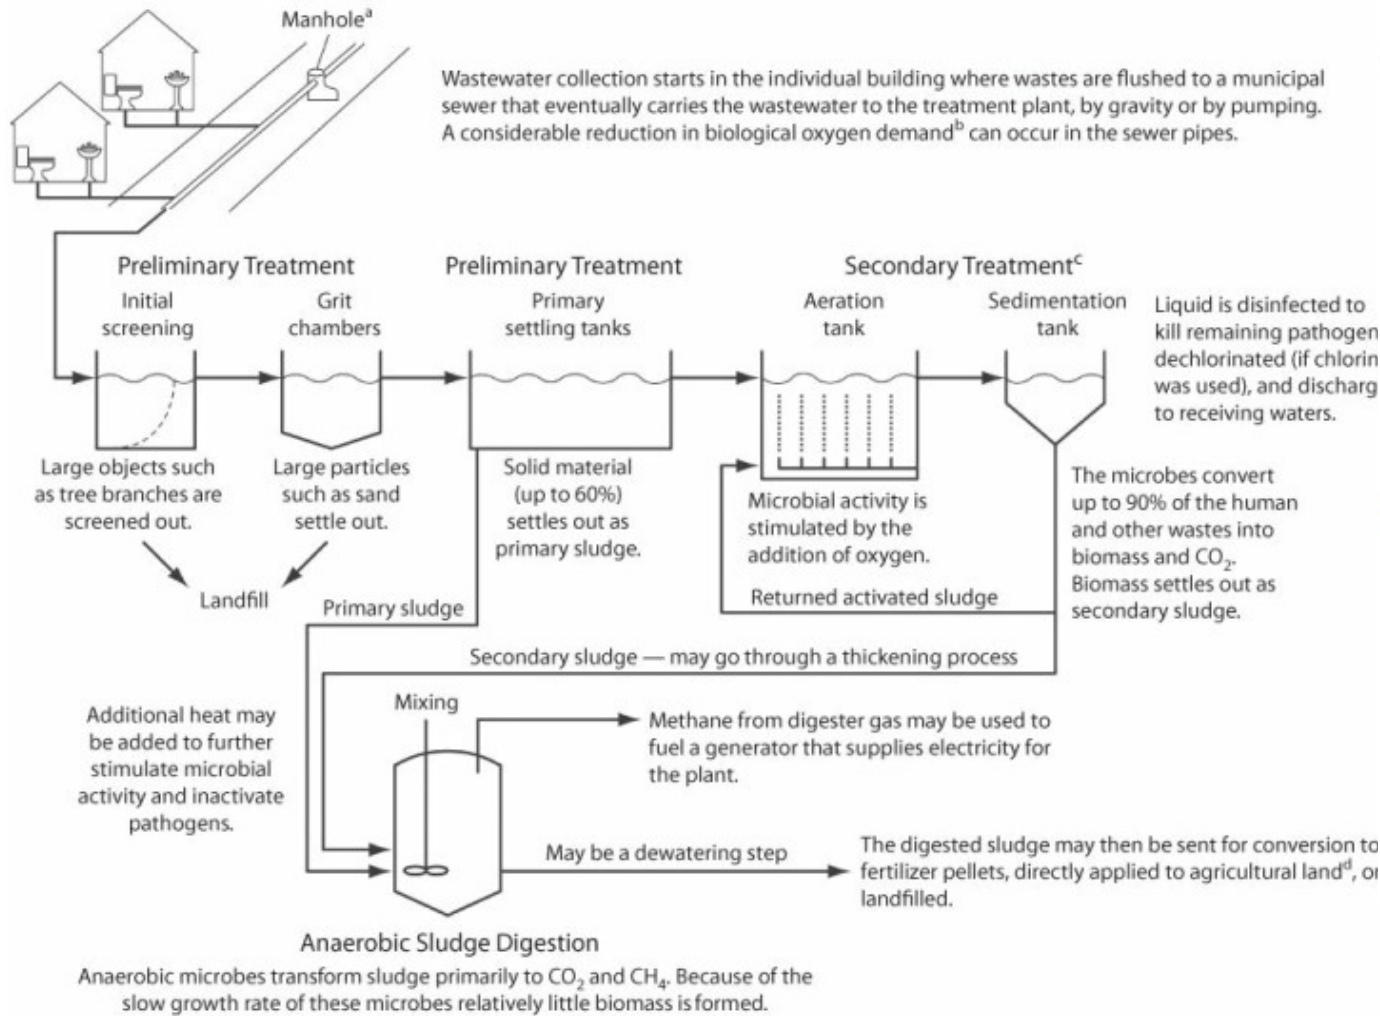 Manholeᵃ
Wastewater collection starts in the individual building where wastes are flushed to a municipal
sewer that eventually carries the wastewater to the treatment plant, by gravity or by pumping.
A considerable reduction in biological oxygen demandᵇ can occur in the sewer pipes.
Preliminary Treatment
Initial
screening
Grit
chambers
Large objects such
as tree branches are
screened out.
Large particles
such as sand
settle out.
Landfill
Preliminary Treatment
Primary
settling tanks
Solid material
(up to 60%)
settles out as
primary sludge.
Primary sludge
Secondary Treatmentᶜ
Aeration
tank
Sedimentation
tank
Microbial activity is
stimulated by the
addition of oxygen.
Returned activated sludge
Liquid is disinfected to
kill remaining pathogen
dechlorinated (if chlorin
was used), and discharg
to receiving waters.
The microbes convert
up to 90% of the human
and other wastes into
biomass and CO₂.
Biomass settles out as
secondary sludge.
Secondary sludge — may go through a thickening process
Additional heat may
be added to further
stimulate microbial
activity and inactivate
pathogens.
Mixing
Methane from digester gas may be used to
fuel a generator that supplies electricity for
the plant.
May be a dewatering step
The digested sludge may then be sent for conversion to
fertilizer pellets, directly applied to agricultural landᵈ, or
landfilled.
Anaerobic Sludge Digestion
Anaerobic microbes transform sludge primarily to CO₂ and CH₄. Because of the
slow growth rate of these microbes relatively little biomass is formed.